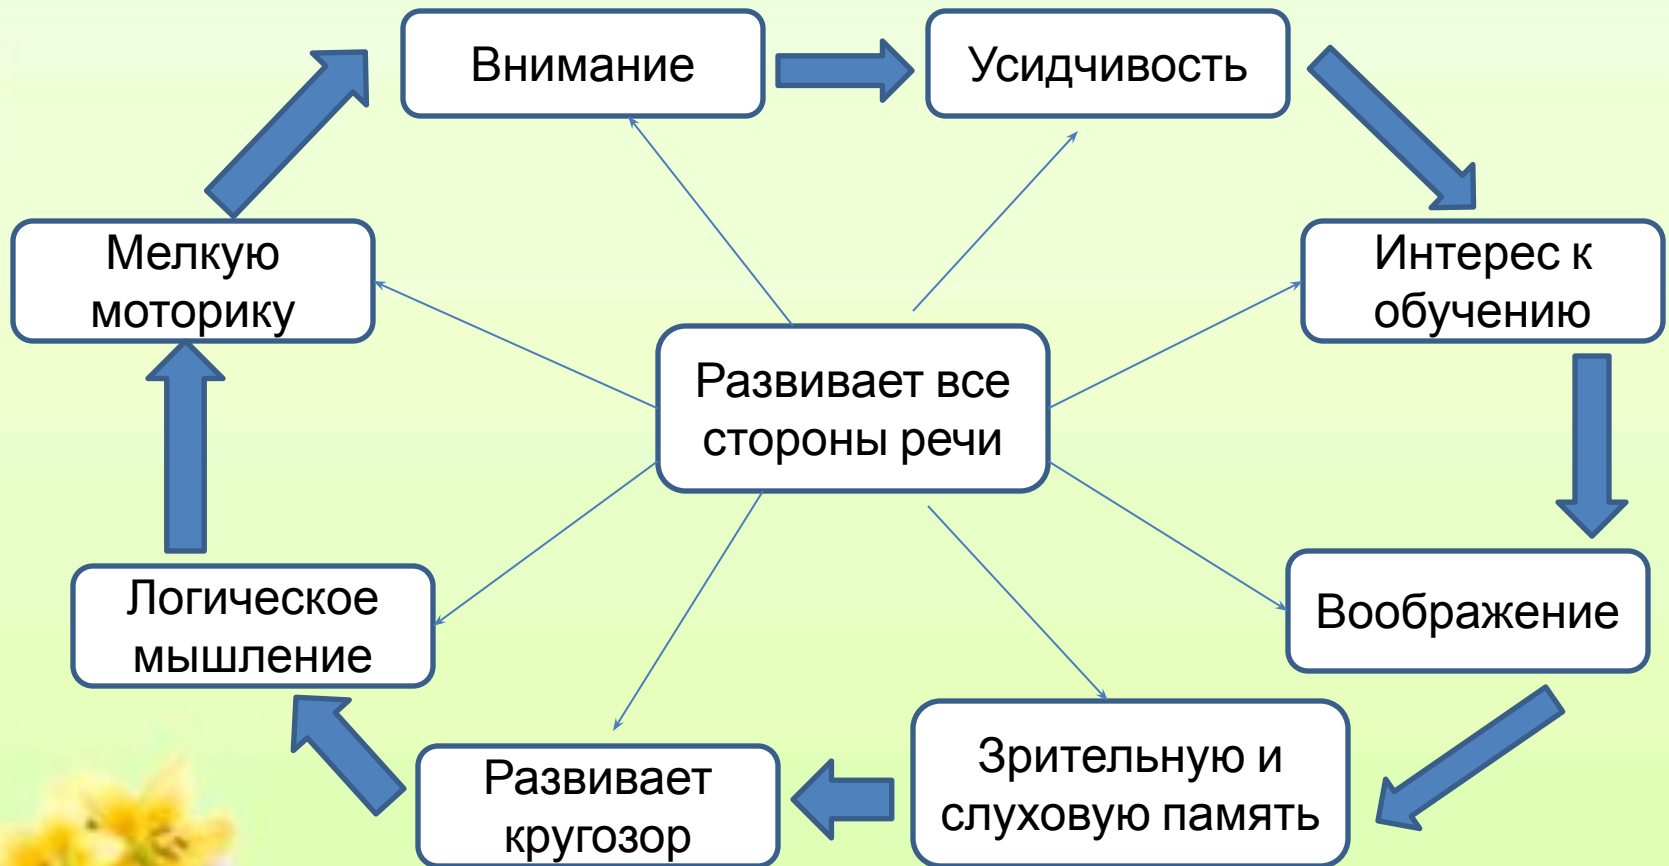 Внимание
Усидчивость
Мелкую
моторику
Интерес к
обучению
Развивает все
стороны речи
Логическое
мышление
Воображение
Развивает
кругозор
Зрительную и
слуховую память